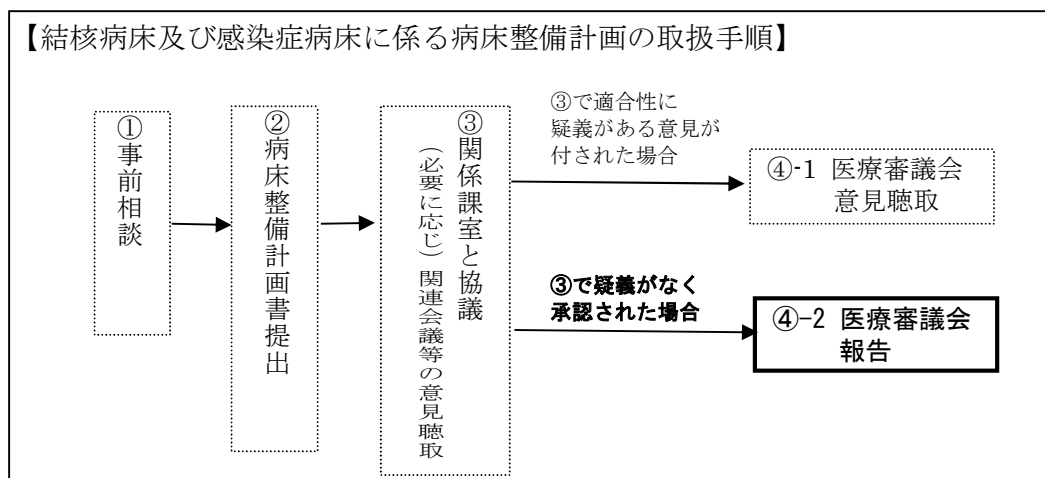 【結核病床及び感染症病床に係る病床整備計画の取扱手順】
①事前相談
②病床整備計画書提出
③関係課室と協議
（必要に応じ）関連会議等の意見聴取
③で適合性に
疑義がある意見が
付された場合
④-1 医療審議会
意見聴取
③で疑義がなく
承認された場合
④-2 医療審議会
報告